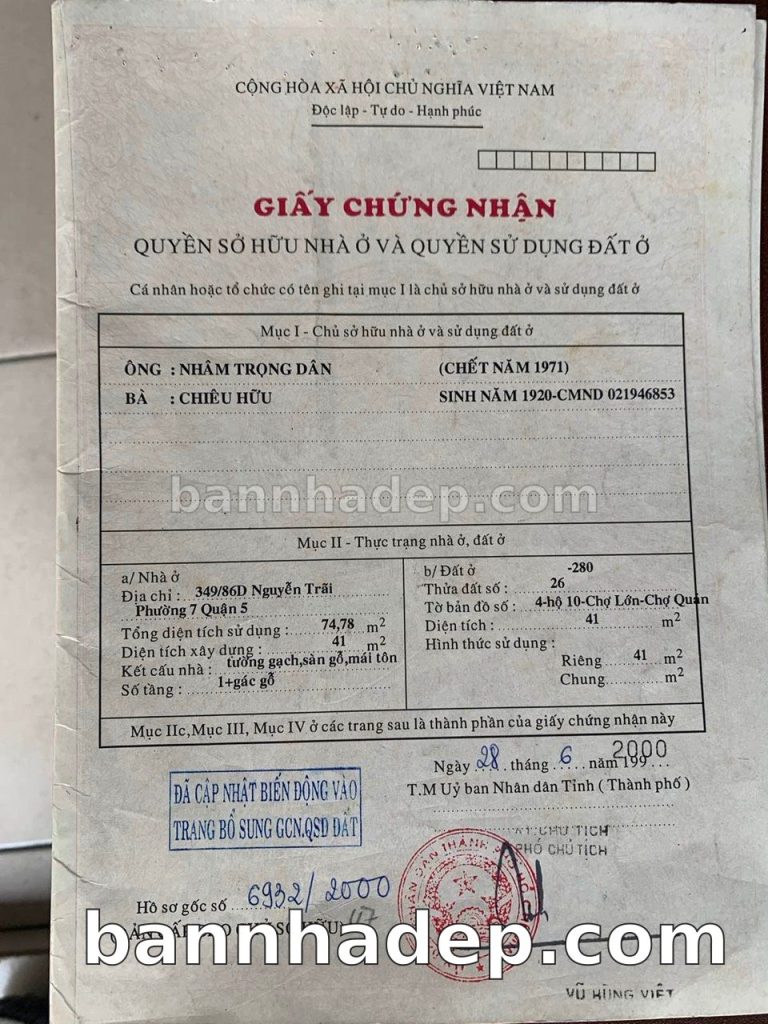 CỘNG HÒA XÃ HỘI CHỦ NGHĨA VIỆT NAM
Độc lập - Tự do - Hạnh phúc
GIẤY CHỨNG NHẬN
QUYỀN SỞ HỮU NHÀ Ở VÀ QUYỀN SỬ DỤNG ĐẤT Ở
Cá nhân hoặc tổ chức có tên ghi tại mục I là chủ sở hữu nhà ở và sử dụng đất ở
Mục I - Chủ sở hữu nhà ở và sử dụng đất ở
ÔNG : NHÂM TRỌNG DÂN (CHẾT NĂM 1971)
BÀ : CHIÊU HỮU SINH NĂM 1920-CMND 021946853
bannhadep.com
Mục II - Thực trạng nhà ở, đất ở
a/ Nhà ở
Địa chỉ : 349/86D Nguyễn Trãi
Phường 7 Quận 5
Tổng diện tích sử dụng : 74,78 m2
Diện tích xây dựng : 41 m2
Kết cấu nhà : tường gạch,sàn gỗ,mái tôn
Số tầng : 1+gác gỗ
b/ Đất ở -280
Thửa đất số : 26
Tờ bản đồ số : 4-hộ 10-Chợ Lớn-Chợ Quán
Diện tích : 41 m2
Hình thức sử dụng :
Riêng 41 m2
Chung m2
Mục IIc,Mục III, Mục IV ở các trang sau là thành phần của giấy chứng nhận này
Ngày 28 tháng 6 năm 199 2000
T.M Uỷ ban Nhân dân Tỉnh ( Thành phố )
KT.CHỦ TỊCH
PHÓ CHỦ TỊCH
ĐÃ CẬP NHẬT BIẾN ĐỘNG VÀO
TRANG BỔ SUNG GCN.QSD ĐẤT
Hồ sơ gốc số 6932/2000
bannhadep.com
VŨ HÙNG VIỆT